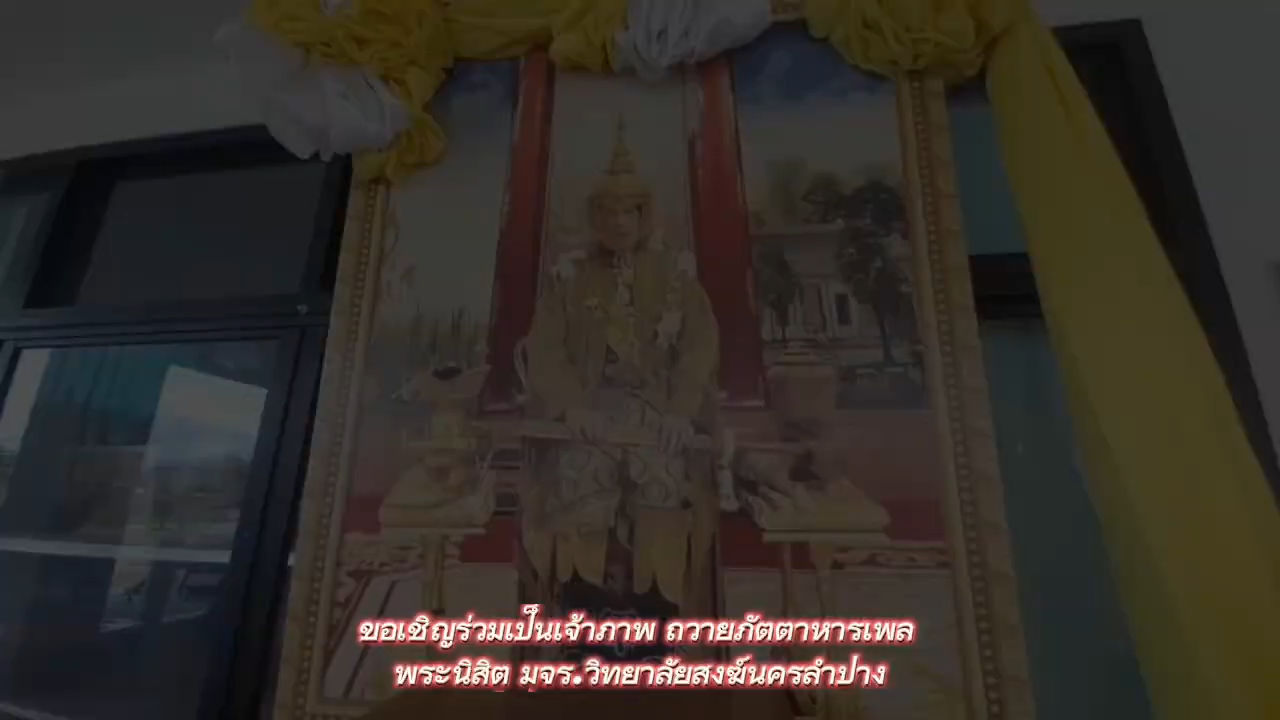 ขอเชิญร่วมเป็นเจ้าภาพ ถวายภัตตาหารเพล
พระนิสิต มจร.วิทยาลัยสงฆ์นครลำปาง